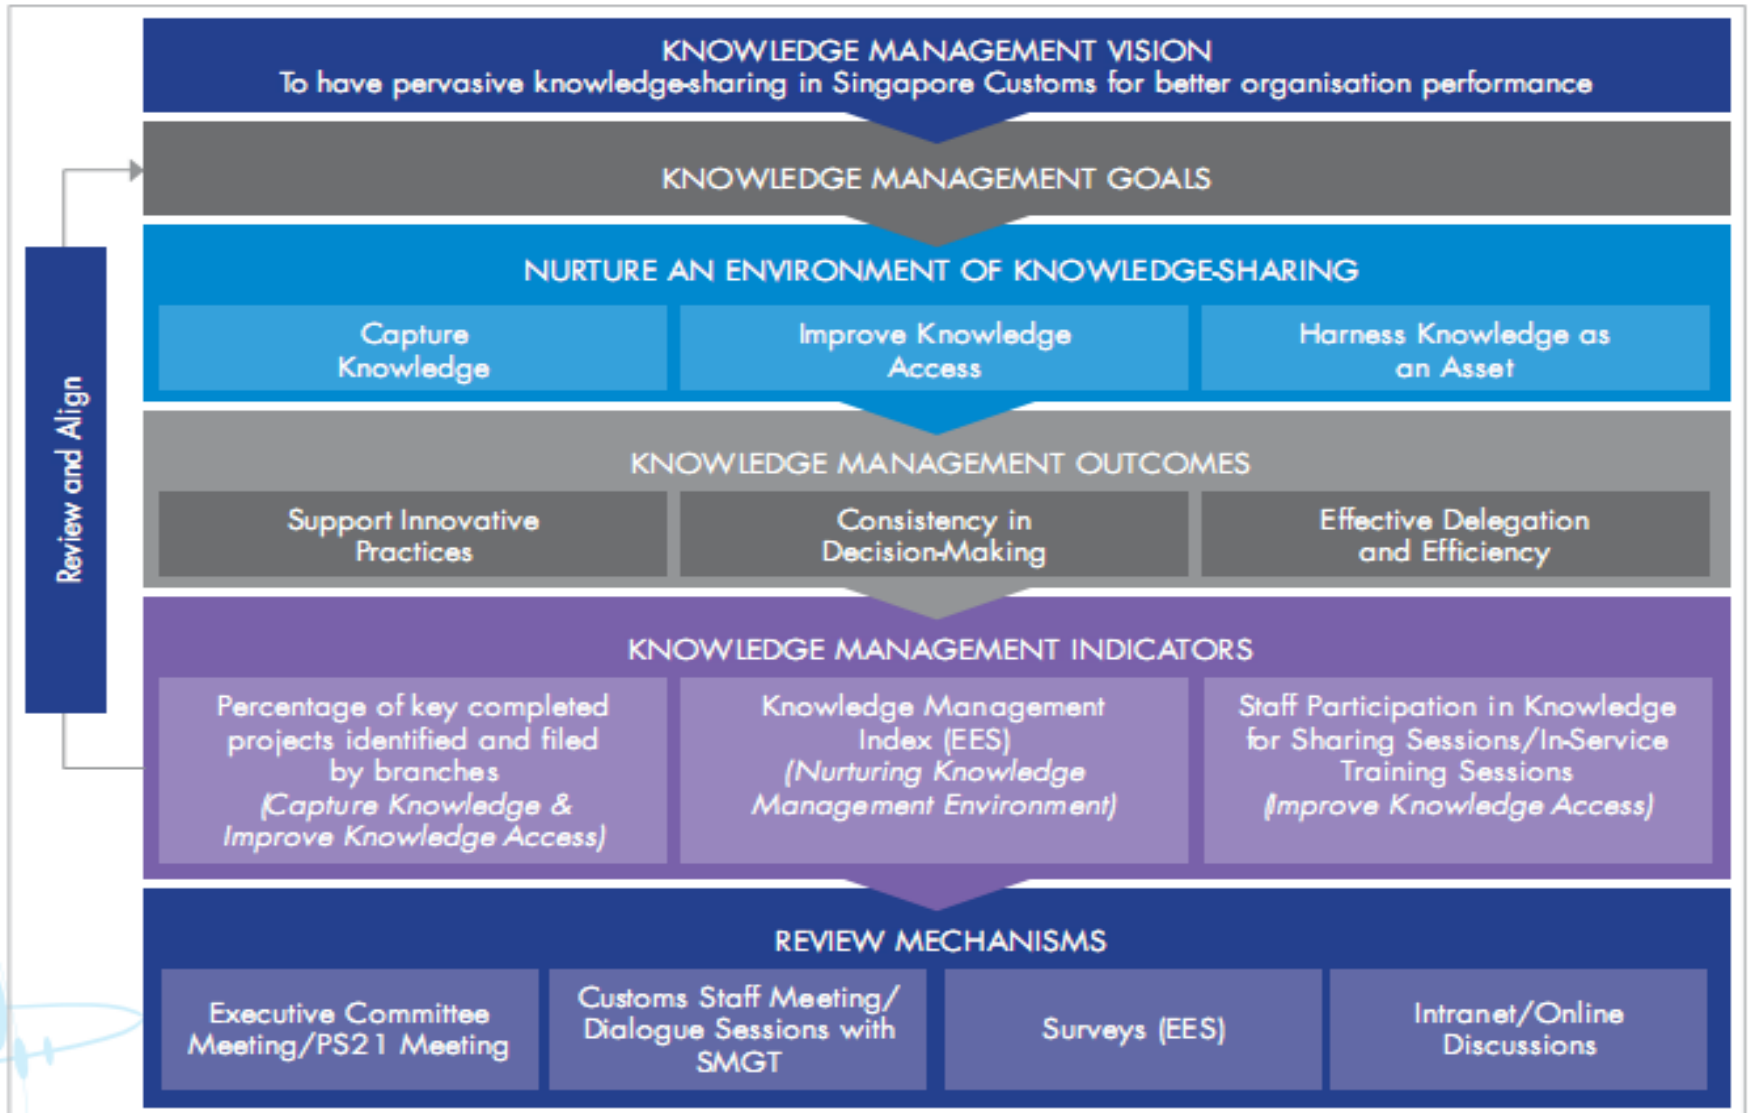 KNOWLEDGE MANAGEMENT VISION
To have pervasive knowledge-sharing in Singapore Customs for better organisation performance
KNOWLEDGE MANAGEMENT GOALS
NURTURE AN ENVIRONMENT OF KNOWLEDGE-SHARING
Capture
Knowledge
Improve Knowledge
Access
Harness Knowledge as
an Asset
KNOWLEDGE MANAGEMENT OUTCOMES
Support Innovative
Practices
Consistency in
Decision-Making
Effective Delegation
and Efficiency
KNOWLEDGE MANAGEMENT INDICATORS
Percentage of key completed
projects identified and filed
by branches
(Capture Knowledge &
Improve Knowledge Access)
Knowledge Management
Index (EES)
(Nurturing Knowledge
Management Environment)
Staff Participation in Knowledge
for Sharing Sessions/In-Service
Training Sessions
(Improve Knowledge Access)
REVIEW MECHANISMS
Executive Committee
Meeting/PS21 Meeting
Customs Staff Meeting/
Dialogue Sessions with
SMGT
Surveys (EES)
Intranet/Online
Discussions
Review and Align